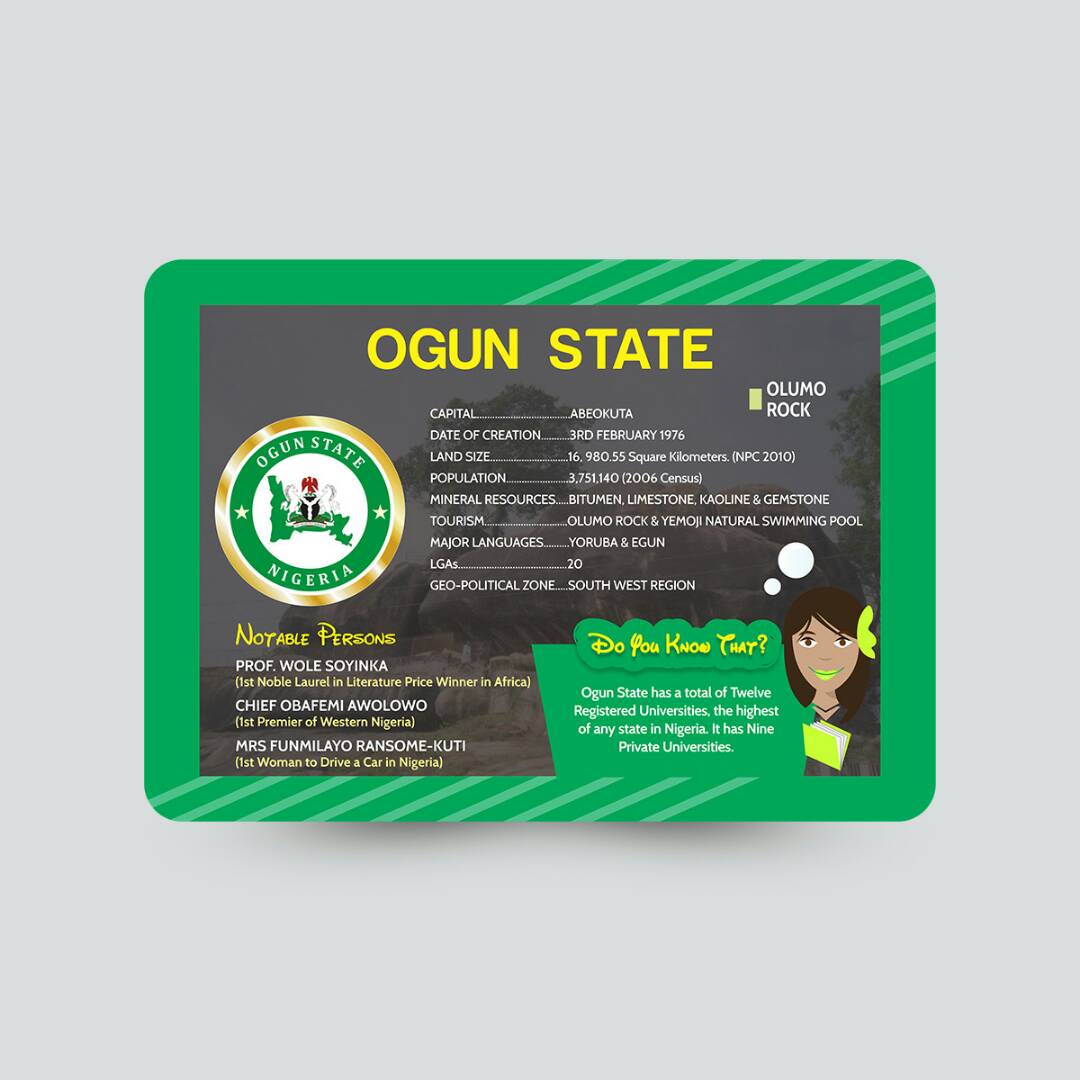 OGUN STATE
OLUMO
ROCK
OGUN STATE
NIGERIA
CAPITAL..................................ABEOKUTA
DATE OF CREATION...........3RD FEBRUARY 1976
LAND SIZE............................16, 980.55 Square Kilometers. (NPC 2010)
POPULATION.......................3,751,140 (2006 Census)
MINERAL RESOURCES.....BITUMEN, LIMESTONE, KAOLINE & GEMSTONE
TOURISM..............................OLUMO ROCK & YEMOJI NATURAL SWIMMING POOL
MAJOR LANGUAGES.........YORUBA & EGUN
LGAs........................................20
GEO-POLITICAL ZONE.....SOUTH WEST REGION
Notable Persons
PROF. WOLE SOYINKA
(1st Noble Laurel in Literature Price Winner in Africa)
CHIEF OBAFEMI AWOLOWO
(1st Premier of Western Nigeria)
MRS FUNMILAYO RANSOME-KUTI
(1st Woman to Drive a Car in Nigeria)
Do You Know That?
Ogun State has a total of Twelve
Registered Universities, the highest
of any state in Nigeria. It has Nine
Private Universities.